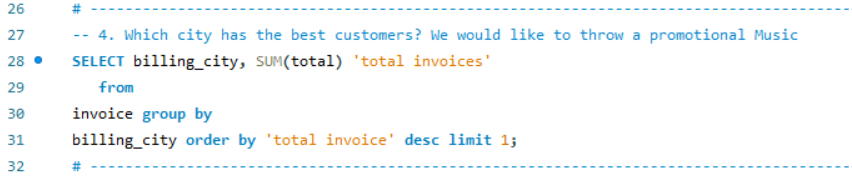 26 # ------------------------------------------------------------------------------------
27 -- 4. Which city has the best customers? We would like to throw a promotional Music
28 SELECT billing_city, SUM(total) 'total invoices'
29 from
30 invoice group by
31 billing_city order by 'total invoice' desc limit 1;
32 # ------------------------------------------------------------------------------------